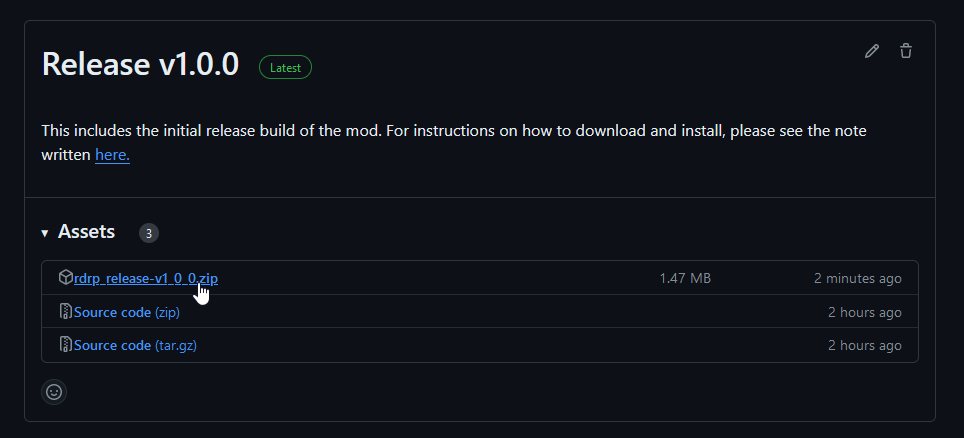 Release v1.0.0 Latest
This includes the initial release build of the mod. For instructions on how to download and install, please see the note
written here.
Assets 3
rdrp_release-v1_0_0.zip 1.47 MB 2 minutes ago
Source code (zip) 2 hours ago
Source code (tar.gz) 2 hours ago